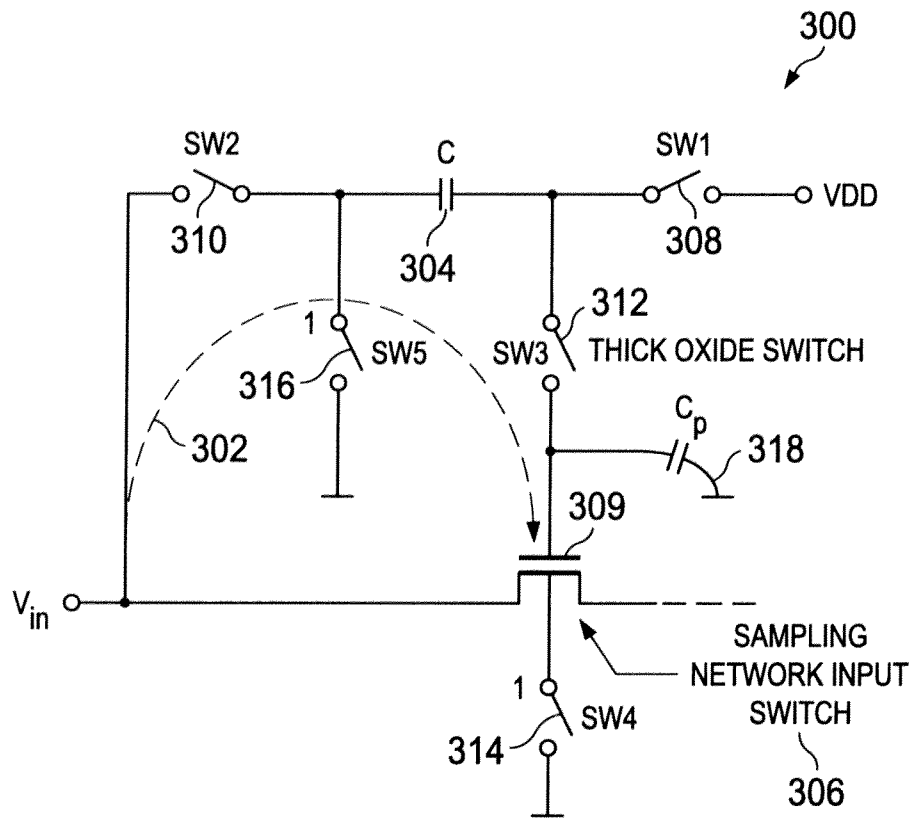 300
SW2
C
SW1
VDD
310
304
308
312
1
SW5
SW3
THICK OXIDE SWITCH
316
302
Cp
318
309
Vin
SAMPLING
NETWORK INPUT
SWITCH
1
SW4
314
306